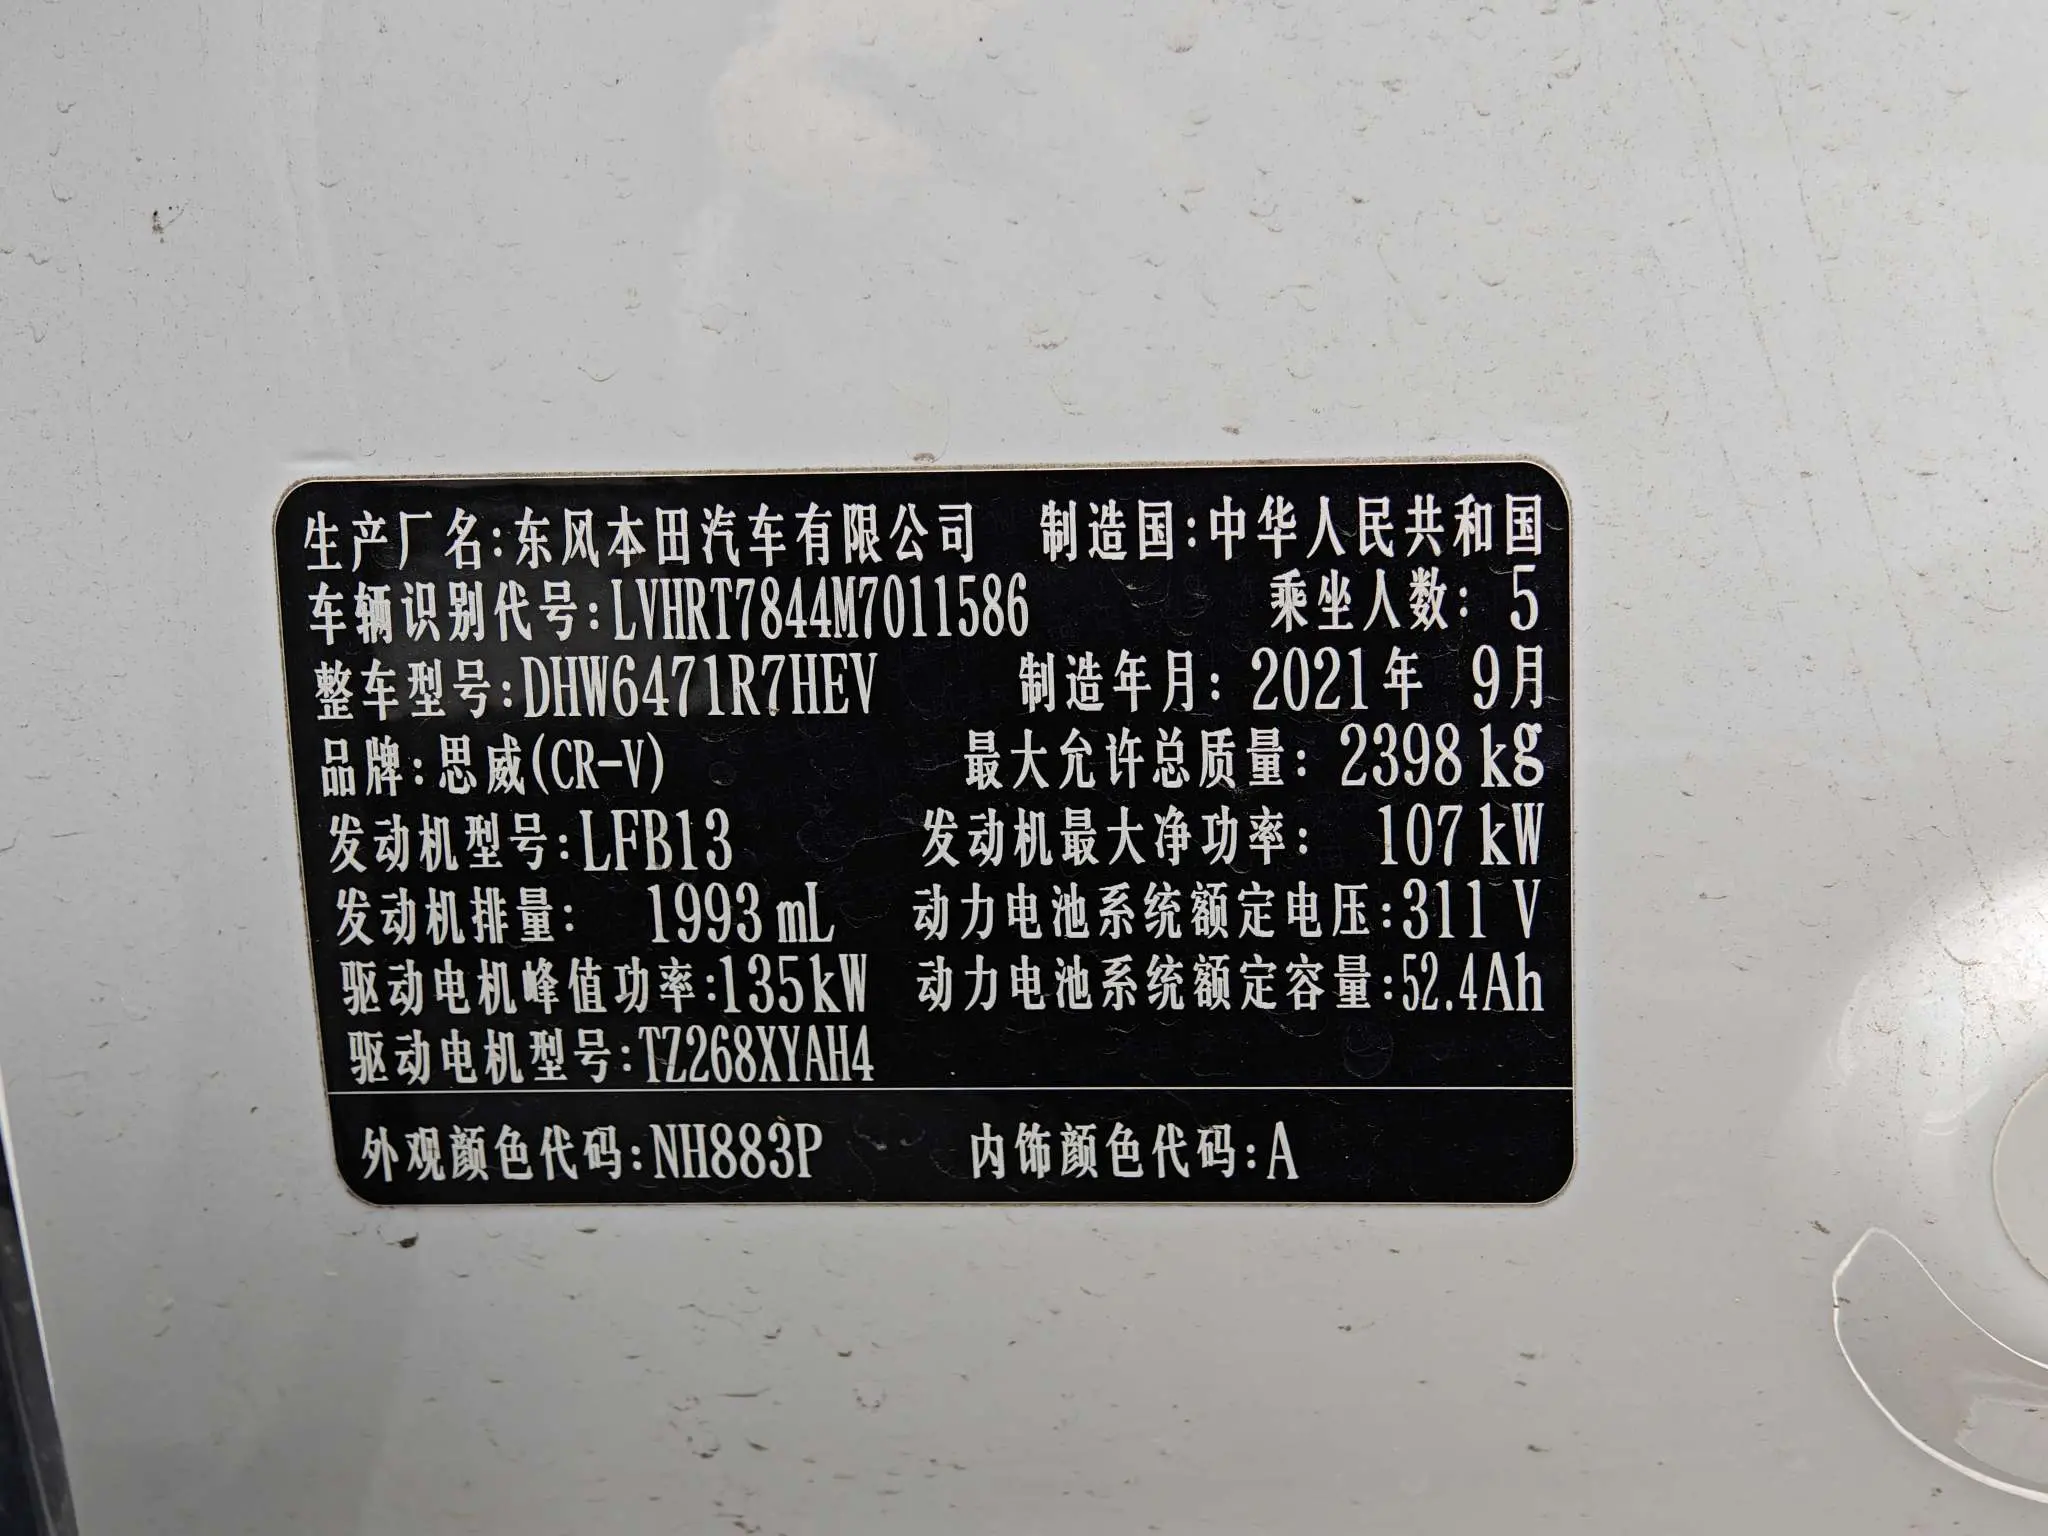 生产厂名:东风本田汽车有限公司 制造国:中华人民共和国
车辆识别代号:LVHRT7844M7011586 乘坐人数: 5
整车型号:DHW6471R7HEV 制造年月: 2021年 9月
品牌:思威(CR-V) 最大允许总质量: 2398 kg
发动机型号:LFB13 发动机最大净功率: 107 kW
发动机排量: 1993 mL 动力电池系统额定电压:311 V
驱动电机峰值功率:135kW 动力电池系统额定容量:52.4Ah
驱动电机型号:TZ268XYAH4
外观颜色代码:NH883P 内饰颜色代码:A